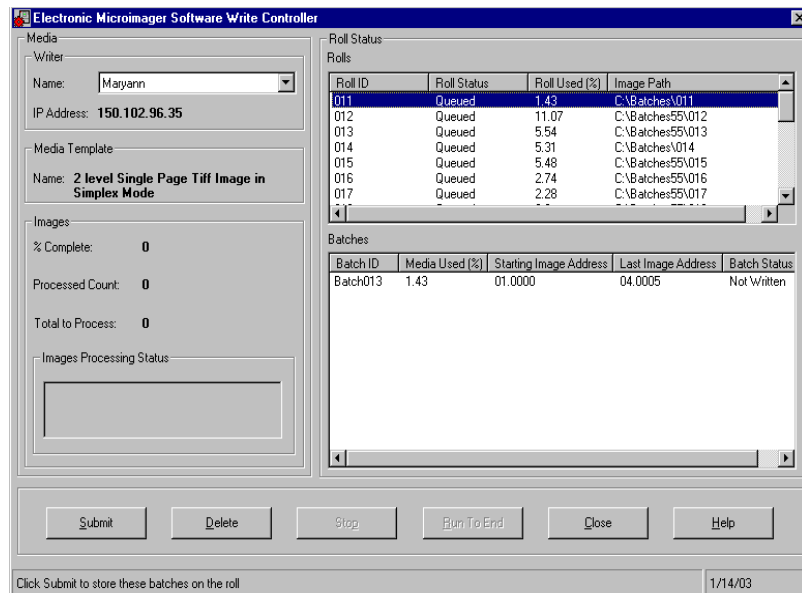 Electronic Microimager Software Write Controller
Media
Writer
Name: Maryann
IP Address: 150.102.96.35
Media Template
Name: 2 level Single Page Tiff Image in
Simplex Mode
Images
% Complete: 0
Processed Count: 0
Total to Process: 0
Images Processing Status
Roll Status
Rolls
Roll ID Roll Status Roll Used (%) Image Path
011 Queued 1.43 C:\Batches\011
012 Queued 11.07 C:\Batches55\012
013 Queued 5.54 C:\Batches55\013
014 Queued 5.31 C:\Batches\014
015 Queued 5.48 C:\Batches55\015
016 Queued 2.74 C:\Batches55\016
017 Queued 2.28 C:\Batches55\017
Batches
Batch ID Media Used (%) Starting Image Address Last Image Address Batch Status
Batch013 1.43 01.0000 04.0005 Not Written
Submit Delete Stop Run To End Close Help
Click Submit to store these batches on the roll 1/14/03